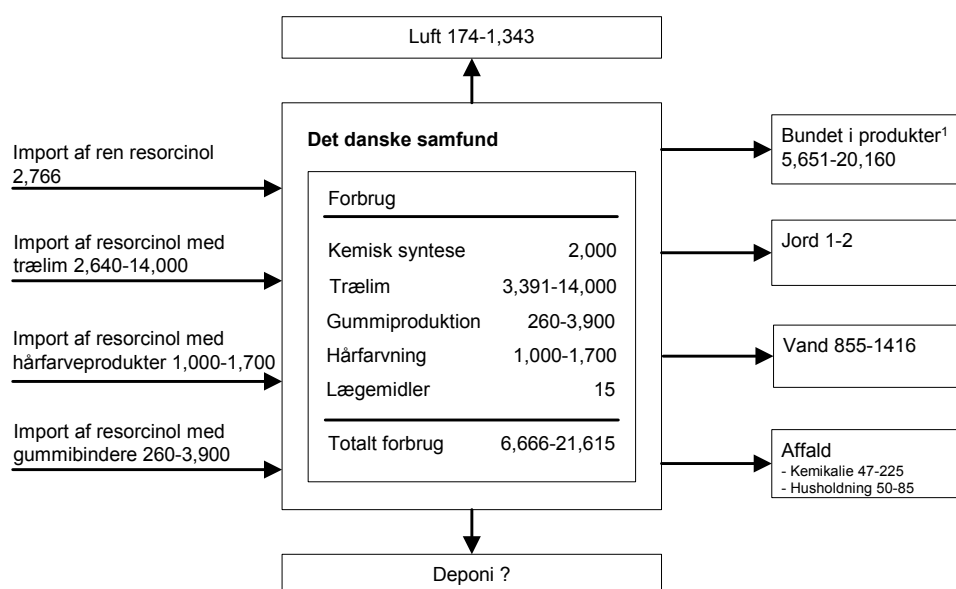 Luft 174-1,343
Import af ren resorcinol
2,766
Import af resorcinol med
trælim 2,640-14,000
Import af resorcinol med
hårfarveprodukter 1,000-1,700
Import af resorcinol med
gummibindere 260-3,900
Det danske samfund
Forbrug
Kemisk syntese 2,000
Trælim 3,391-14,000
Gummiproduktion 260-3,900
Hårfarvning 1,000-1,700
Lægemidler 15
Totalt forbrug 6,666-21,615
Bundet i produkter¹
5,651-20,160
Jord 1-2
Vand 855-1416
Affald
- Kemikalie 47-225
- Husholdning 50-85
Deponi ?